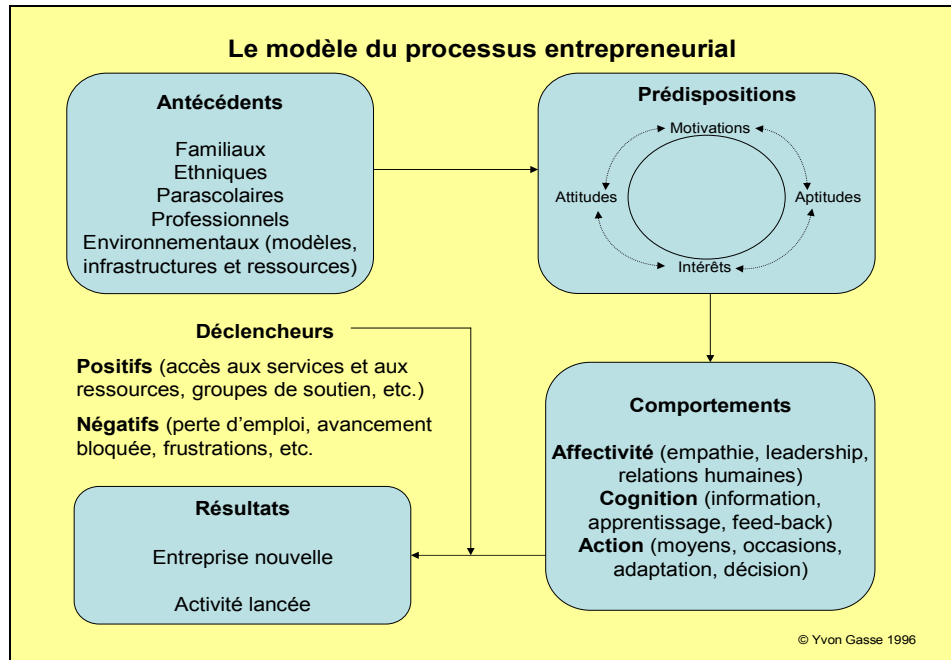 Le modèle du processus entrepreneurial
Antécédents
Familiaux
Ethniques
Parascolaires
Professionnels
Environnementaux (modèles,
infrastructures et ressources)
Prédispositions
Motivations
Attitudes
Aptitudes
Intérêts
Déclencheurs
Positifs (accès aux services et aux
ressources, groupes de soutien, etc.)
Négatifs (perte d'emploi, avancement
bloquée, frustrations, etc.
Comportements
Affectivité (empathie, leadership,
relations humaines)
Cognition (information,
apprentissage, feed-back)
Action (moyens, occasions,
adaptation, décision)
Résultats
Entreprise nouvelle
Activité lancée
© Yvon Gasse 1996